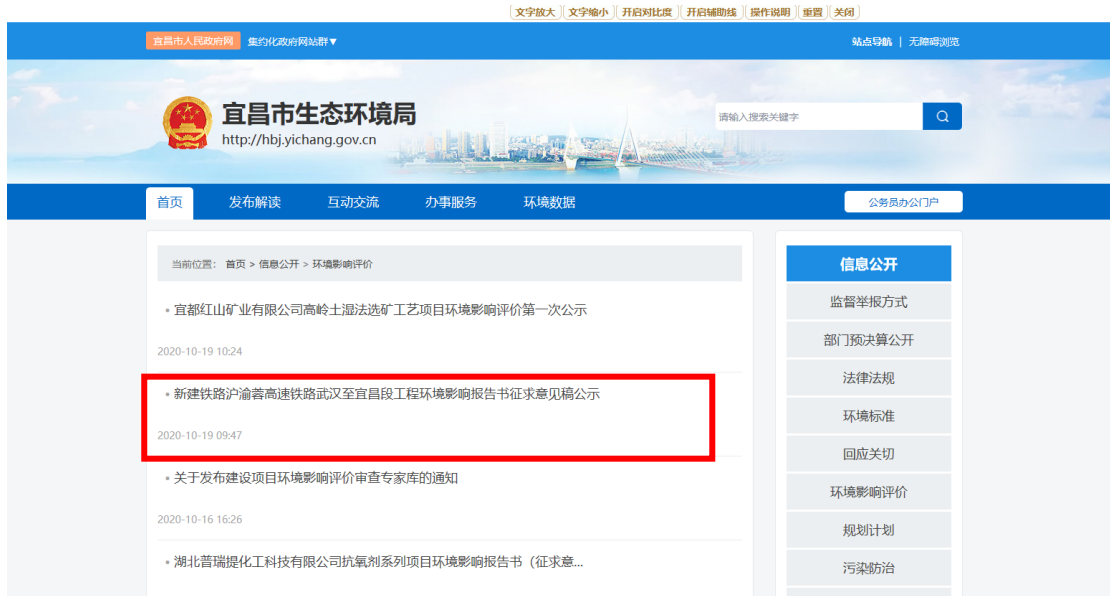 文字放大 文字缩小 开启对比度 开启辅助线 操作说明 重置 关闭
宜昌市人民政府网 集约化政府网站群▼ 站点导航 | 无障碍浏览
宜昌市生态环境局
http://hbj.yichang.gov.cn
请输入搜索关键字
首页 发布解读 互动交流 办事服务 环境数据 公务员办公门户
当前位置: 首页 > 信息公开 > 环境影响评价
宜都红山矿业有限公司高岭土湿法选矿工艺项目环境影响评价第一次公示
2020-10-19 10:24
新建铁路沪渝蓉高速铁路武汉至宜昌段工程环境影响报告书征求意见稿公示
2020-10-19 09:47
关于发布建设项目环境影响评价审查专家库的通知
2020-10-16 16:26
湖北普瑞提化工科技有限公司抗氧剂系列项目环境影响报告书（征求意...
信息公开
监督举报方式
部门预决算公开
法律法规
环境标准
回应关切
环境影响评价
规划计划
污染防治